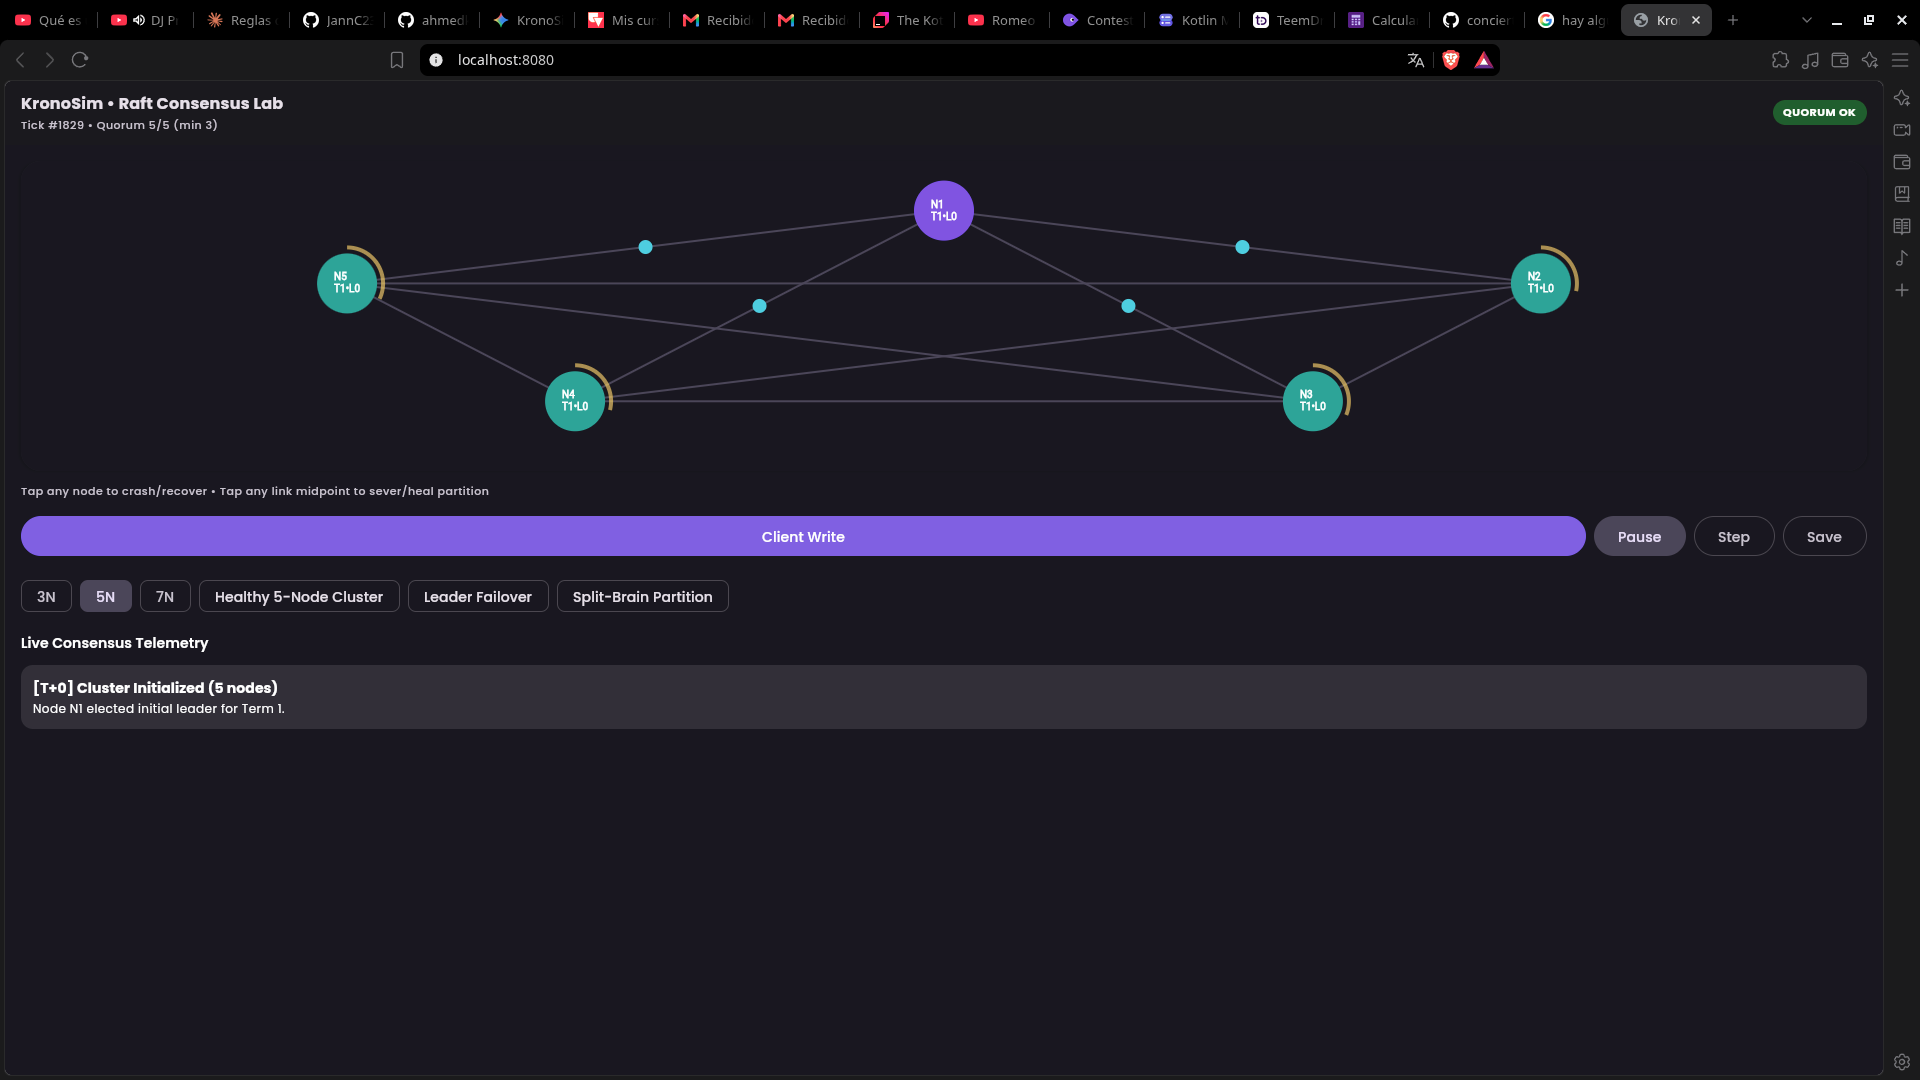 Qué es
DJ P
Reglas
JannC2
ahmed
KronoS
Mis cur
Recibid
Recibid
The Kot
Romeo
Contes
Kotlin M
TeemD
Calcula
concier
hay alg
Kro
localhost:8080
KronoSim • Raft Consensus Lab
Tick #1829 • Quorum 5/5 (min 3)
QUORUM OK
N1
T1•L0
N5
T1•L0
N2
T1•L0
N4
T1•L0
N3
T1•L0
Tap any node to crash/recover • Tap any link midpoint to sever/heal partition
Client Write
Pause
Step
Save
3N
5N
7N
Healthy 5-Node Cluster
Leader Failover
Split-Brain Partition
Live Consensus Telemetry
[T+0] Cluster Initialized (5 nodes)
Node N1 elected initial leader for Term 1.